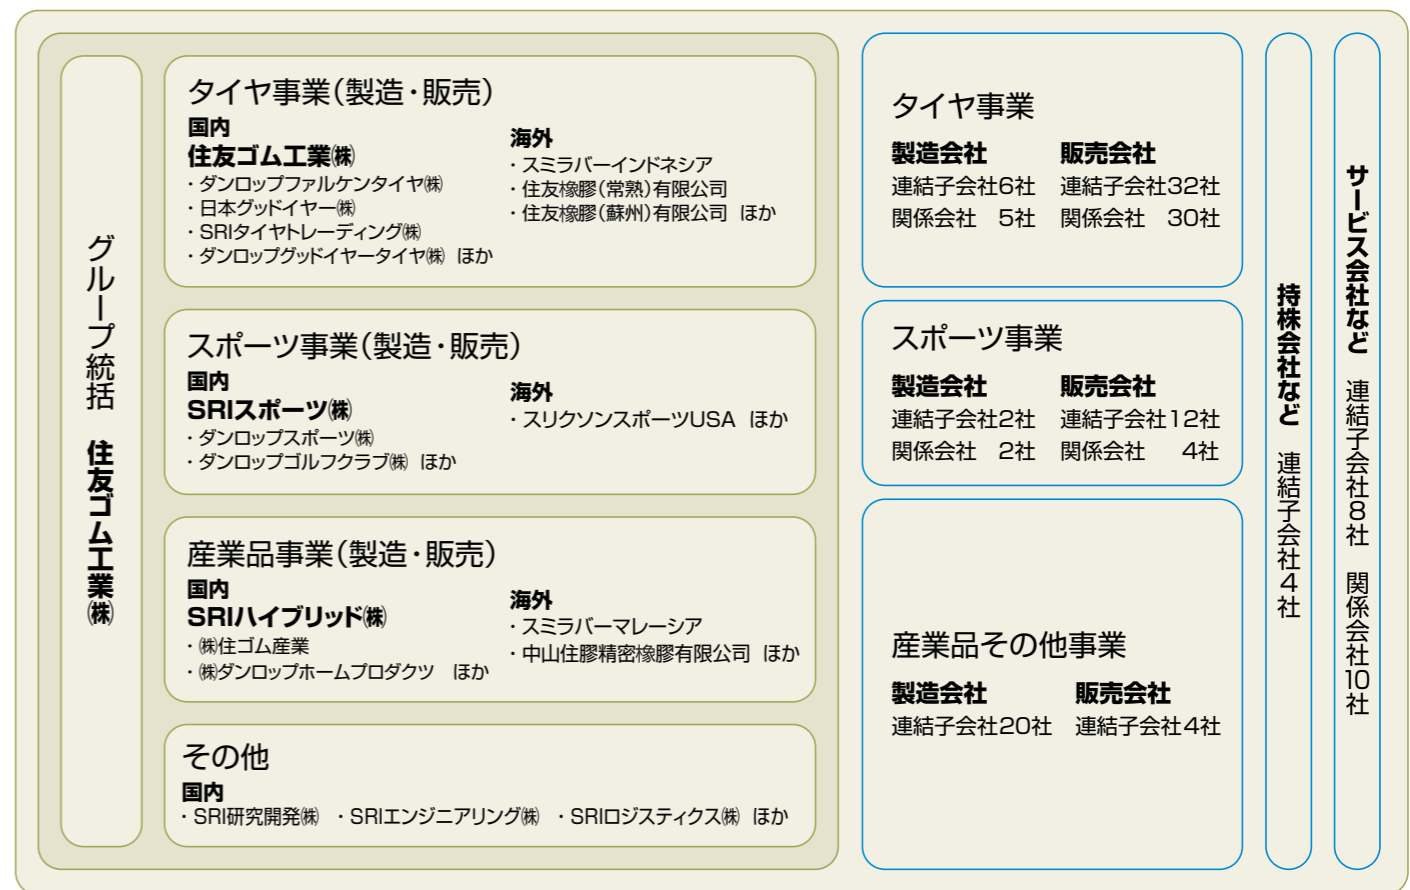 グループ統括　住友ゴム工業㈱
タイヤ事業（製造・販売）
国内
住友ゴム工業㈱
・ダンロップファルケンタイヤ㈱
・日本グッドイヤー㈱
・SRIタイヤトレーディング㈱
・ダンロップグッドイヤータイヤ㈱ ほか
海外
・スミラバーインドネシア
・住友橡膠（常熟）有限公司
・住友橡膠（蘇州）有限公司 ほか
スポーツ事業（製造・販売）
国内
SRIスポーツ㈱
・ダンロップスポーツ㈱
・ダンロップゴルフクラブ㈱ ほか
海外
・スリクソンスポーツUSA ほか
産業品事業（製造・販売）
国内
SRIハイブリッド㈱
・㈱住ゴム産業
・㈱ダンロップホームプロダクツ ほか
海外
・スミラバーマレーシア
・中山住膠精密橡膠有限公司 ほか
その他
国内
・SRI研究開発㈱ ・SRIエンジニアリング㈱ ・SRIロジスティクス㈱ ほか
タイヤ事業
製造会社
連結子会社6社
関係会社 5社
販売会社
連結子会社32社
関係会社 30社
スポーツ事業
製造会社
連結子会社2社
関係会社 2社
販売会社
連結子会社12社
関係会社 4社
産業品その他事業
製造会社
連結子会社20社
販売会社
連結子会社4社
持株会社など 連結子会社4社
サービス会社など 連結子会社8社 関係会社10社